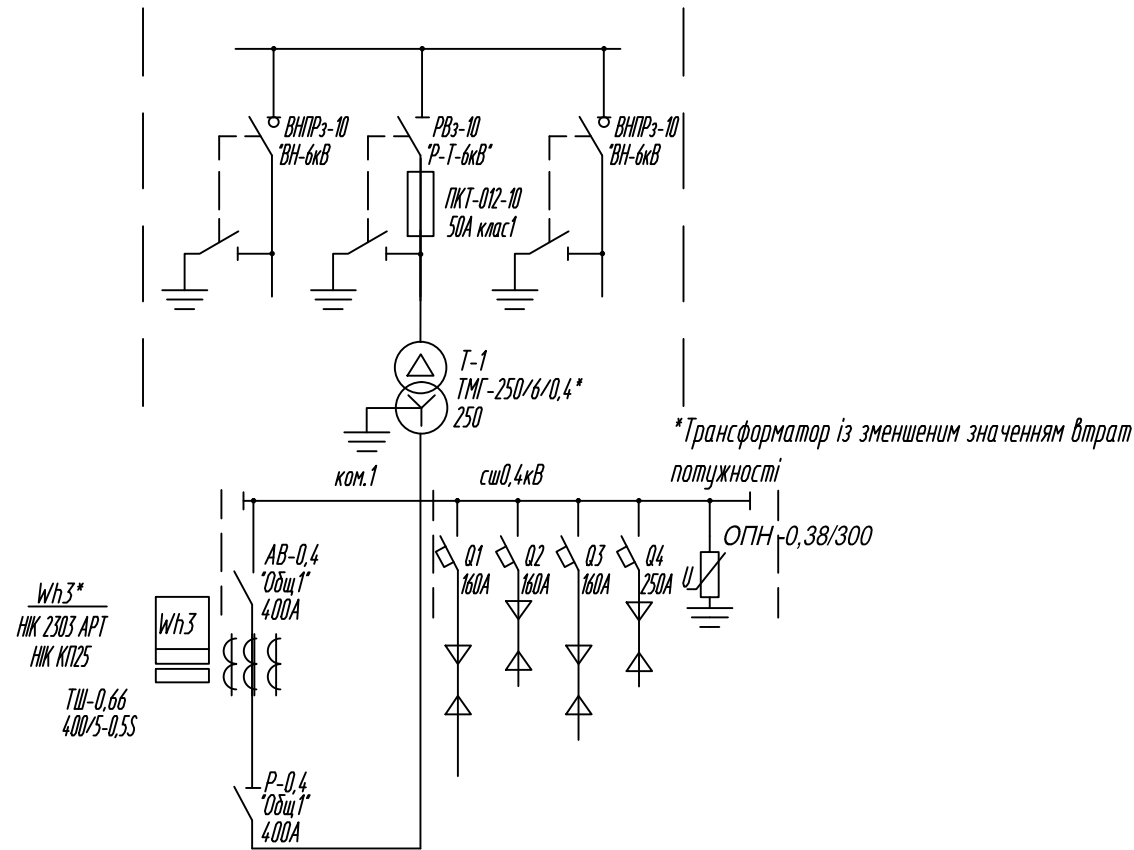 ВНПРз-10
"ВН-6кВ
РВз-10
"Р-Т-6кВ"
ВНПРз-10
"ВН-6кВ
ПКТ-012-10
50А клас1
Т-1
ТМГ-250/6/0,4*
250
*Трансформатор із зменшеним значенням втрат
потужності
ком.1
сш0,4кВ
ОПН-0,38/300
U
АВ-0,4
"Общ1"
400А
Q1
160А
Q2
160А
Q3
160А
Q4
250А
Wh3*
НІК 2303 АРТ
НІК КП25
Wh3
ТШ-0,66
400/5-0,5S
Р-0,4
"Общ1"
400А